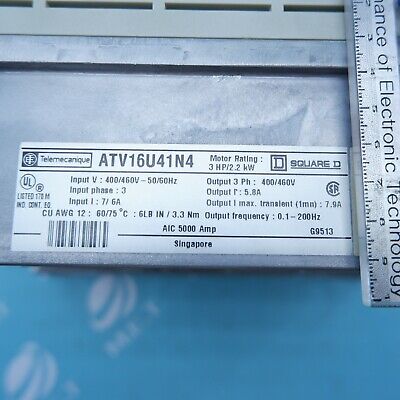 Telemecanique ATV16U41N4 Motor Rating : 3 HP/2.2 kW SQUARE D
Input V : 400/460V-50/60Hz Output 3 Ph : 400/460V
Input phase : 3 Output I : 5.8A
Input I : 7/ 6A Output I max. transient (1mn) : 7.9A
UL
LISTED 179 M
IND. CONT. EQ.
CU AWG 12 : 60/75°C : 6LB IN / 3.3 Nm Output frequency : 0.1-200Hz
AIC 5000 Amp G9513
Singapore
of Electronic Technology